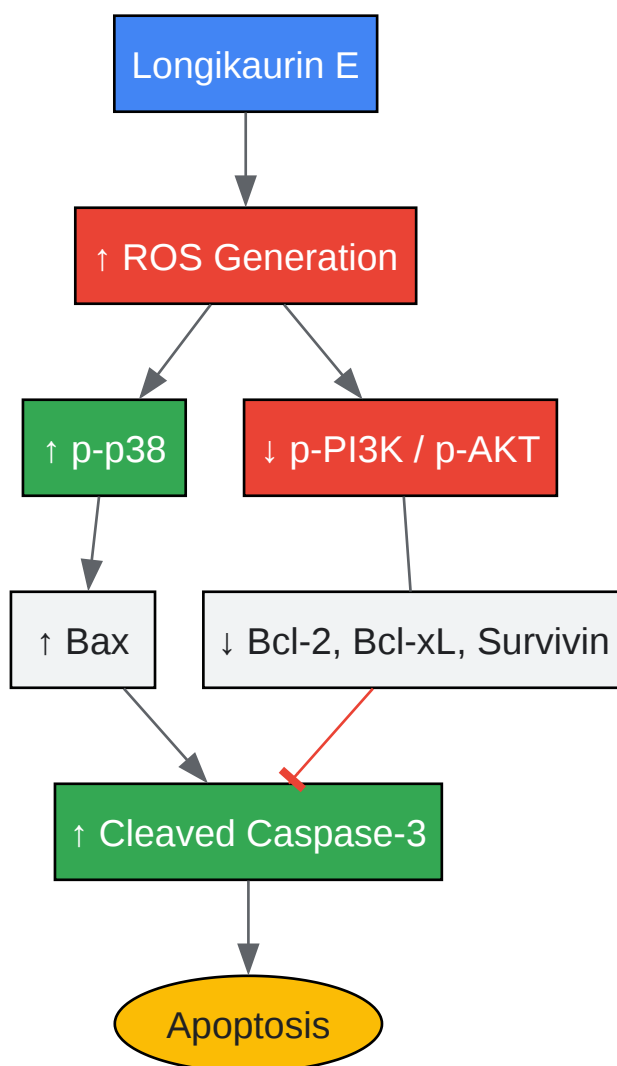 Longikaurin E
↑ ROS Generation
↑ p-p38
↓ p-PI3K / p-AKT
↑ Bax
↓ Bcl-2, Bcl-xL, Survivin
↑ Cleaved Caspase-3
Apoptosis